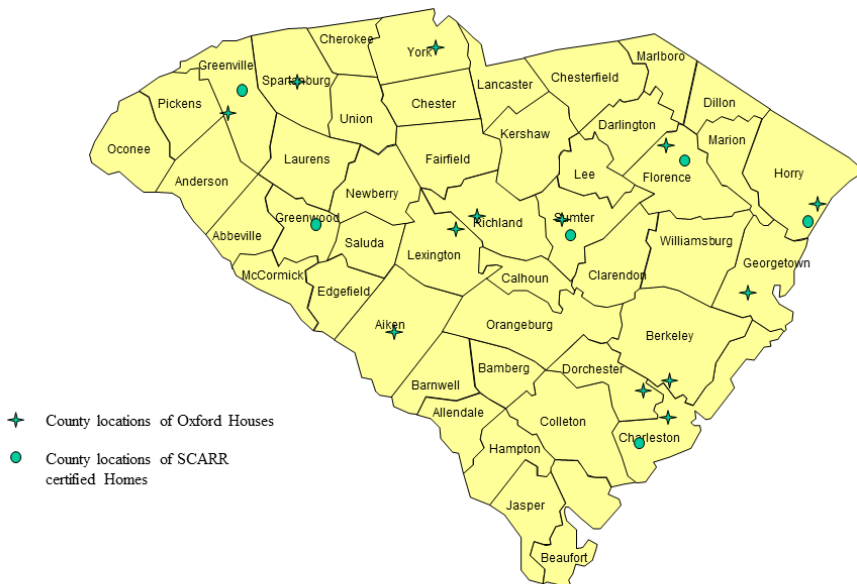 Cherokee
York
Greenville
Spartanburg
Marlboro
Lancaster
Chesterfield
Pickens
Union
Chester
Dillon
Darlington
Marion
Kershaw
Oconee
Laurens
Fairfield
Lee
Florence
Horry
Anderson
Newberry
Greenwood
Sumter
Richland
Abbeville
Saluda
Lexington
Williamsburg
Georgetown
McCormick
Calhoun
Clarendon
Edgefield
Aiken
Orangeburg
Berkeley
Bamberg
Dorchester
Barnwell
Allendale
Colleton
Charleston
Hampton
Jasper
Beaufort
County locations of Oxford Houses
County locations of SCARR
certified Homes